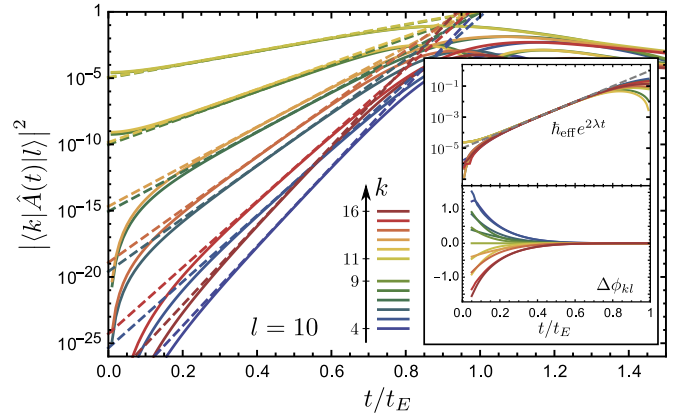 |⟨k|Â(t)|l⟩|²
1
10⁻⁵
10⁻¹⁰
10⁻¹⁵
10⁻²⁰
10⁻²⁵
0.0 0.2 0.4 0.6 0.8 1.0 1.2 1.4
t/t_E
l = 10
k
16
11
9
4
10⁻¹
10⁻³
10⁻⁵
ħ_eff e^{2λt}
1.0
0.0
−1.0
Δϕ_{kl}
0 0.2 0.4 0.6 0.8 1
t/t_E